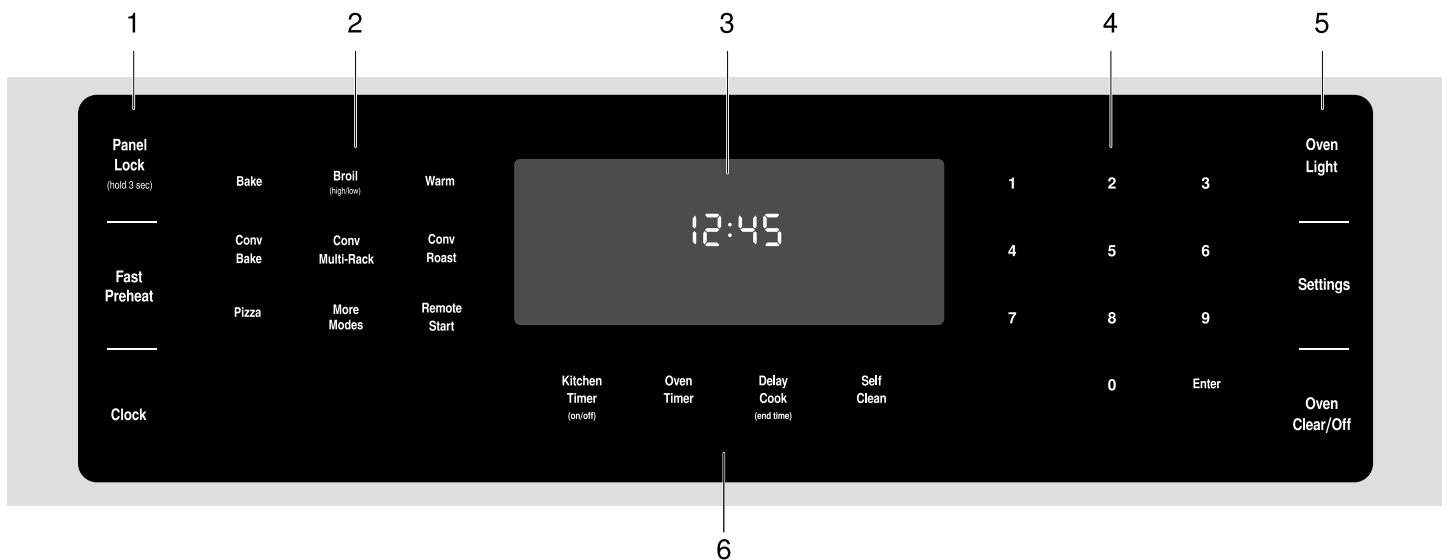 1 2 3 4 5
Panel
Lock
(hold 3 sec)
Fast
Preheat
Clock
Bake
Broil
(high/low)
Warm
Conv
Bake
Conv
Multi-Rack
Conv
Roast
Pizza
More
Modes
Remote
Start
12:45
Kitchen
Timer
(on/off)
Oven
Timer
Delay
Cook
(end time)
Self
Clean
1 2 3
4 5 6
7 8 9
0 Enter
Oven
Light
Settings
Oven
Clear/Off
6